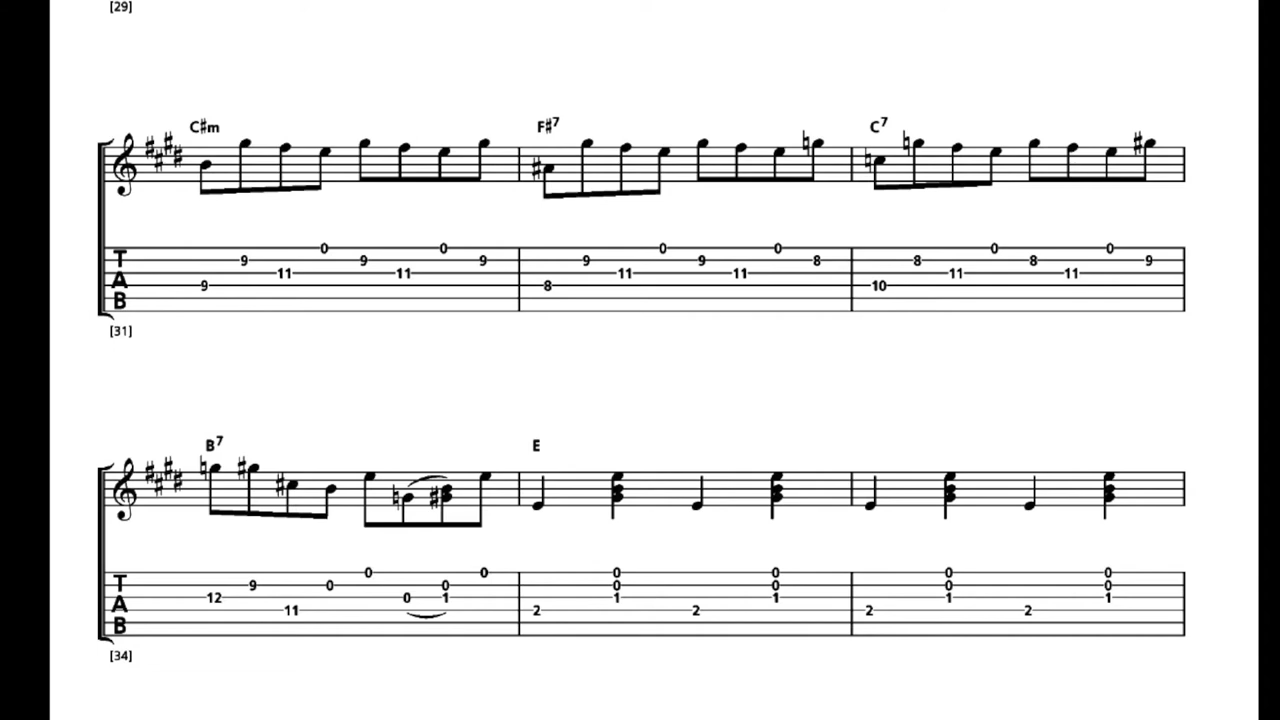 [29]
C♯m F♯7 C7
0 0 0 0 0 0
T 9 9 9 9 9 8 8 8 9
11 11 11 11 11 11
A 9 8 10
B
[31]
B7 E
0 0 0 0 0 0
T 9 0 0 0 0 0 0
12 0 1 1 1 1 1
A 11 2 2 2 2
B
[34]